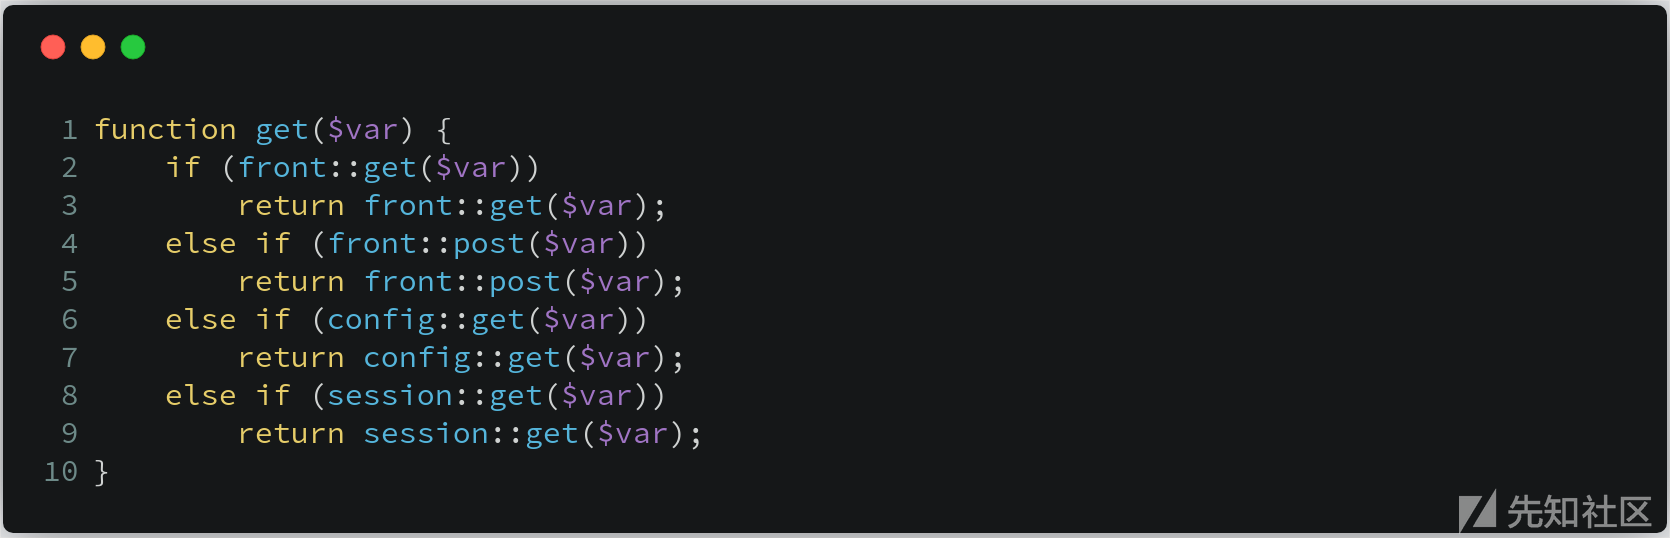 1 function get($var) {
2     if (front::get($var))
3         return front::get($var);
4     else if (front::post($var))
5         return front::post($var);
6     else if (config::get($var))
7         return config::get($var);
8     else if (session::get($var))
9         return session::get($var);
10 }
先知社区